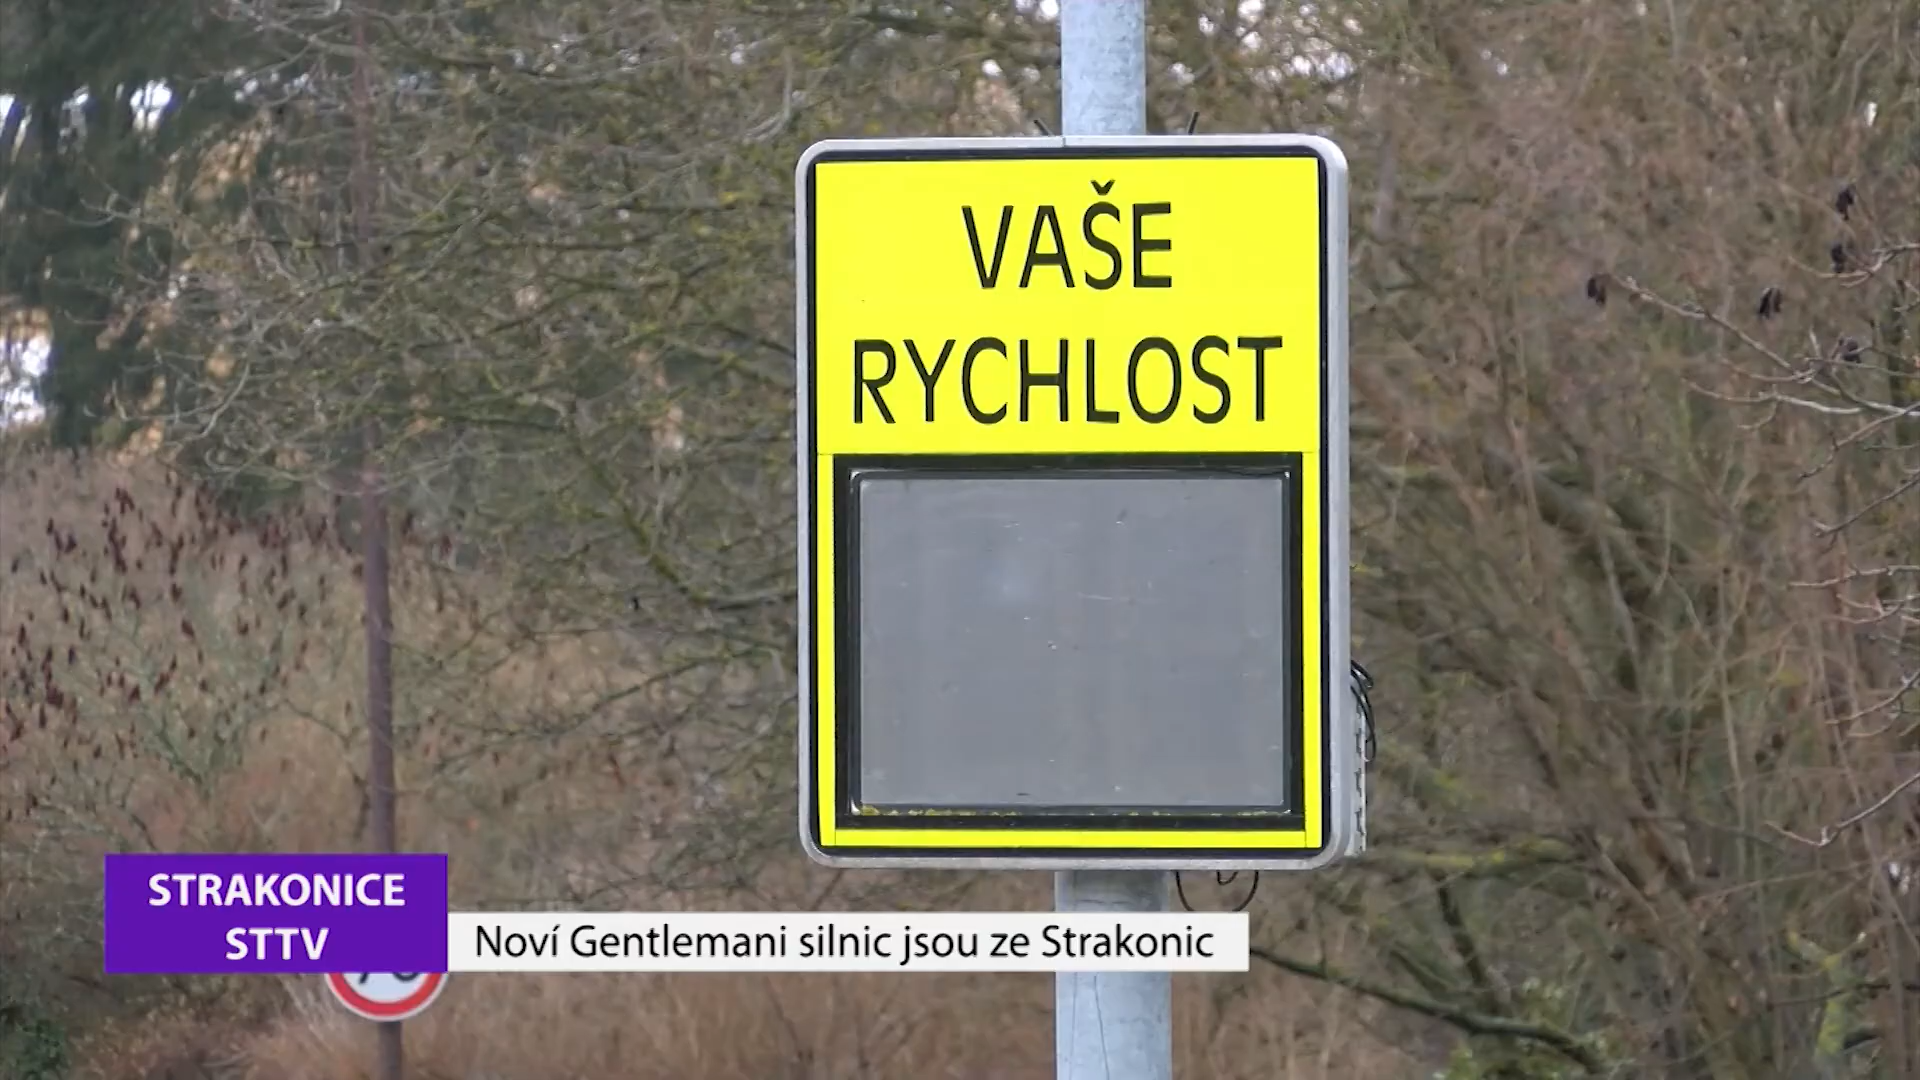 VAŠE
RYCHLOST
STRAKONICE
STTV
Noví Gentlemani silnic jsou ze Strakonic